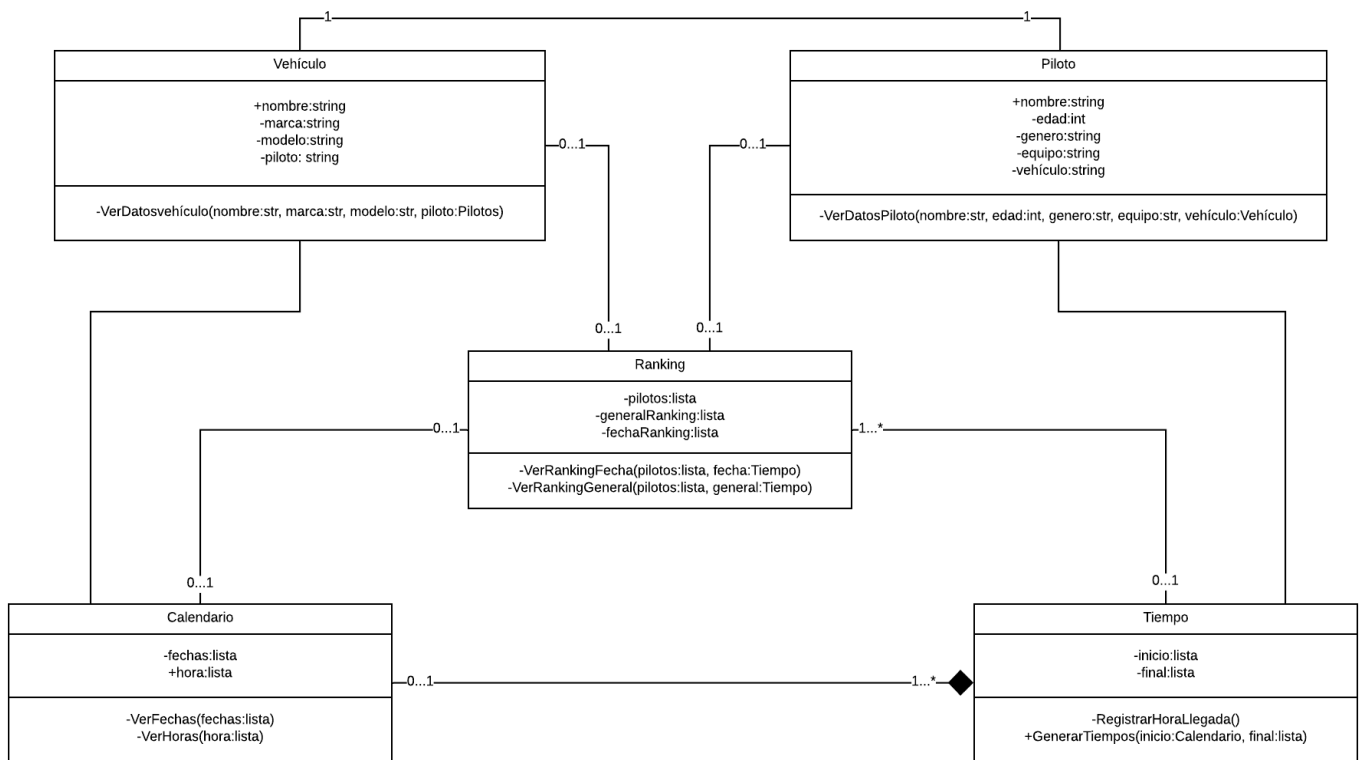 1
1
Vehículo
+nombre:string
-marca:string
-modelo:string
-piloto: string
-VerDatosvehículo(nombre:str, marca:str, modelo:str, piloto:Pilotos)
Piloto
+nombre:string
-edad:int
-genero:string
-equipo:string
-vehículo:string
-VerDatosPiloto(nombre:str, edad:int, genero:str, equipo:str, vehículo:Vehículo)
0...1
0...1
0...1
0...1
Ranking
-pilotos:lista
-generalRanking:lista
-fechaRanking:lista
-VerRankingFecha(pilotos:lista, fecha:Tiempo)
-VerRankingGeneral(pilotos:lista, general:Tiempo)
0...1
1...*
0...1
0...1
Calendario
-fechas:lista
+hora:lista
-VerFechas(fechas:lista)
-VerHoras(hora:lista)
0...1
1...*
Tiempo
-inicio:lista
-final:lista
-RegistrarHoraLlegada()
+GenerarTiempos(inicio:Calendario, final:lista)